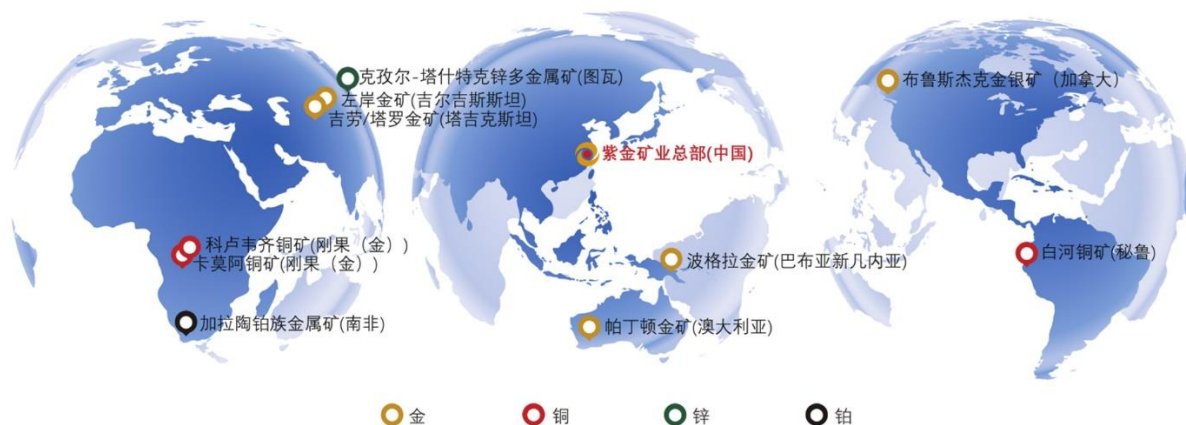 克孜尔-塔什特克锌多金属矿(图瓦)
左岸金矿(吉尔吉斯斯坦)
吉劳/塔罗金矿(塔吉克斯坦)
科卢韦齐铜矿(刚果（金）)
卡莫阿铜矿(刚果（金）)
加拉陶铂族金属矿(南非)
紫金矿业总部(中国)
波格拉金矿(巴布亚新几内亚)
帕丁顿金矿(澳大利亚)
布鲁斯杰克金银矿（加拿大）
白河铜矿(秘鲁)
金
铜
锌
铂